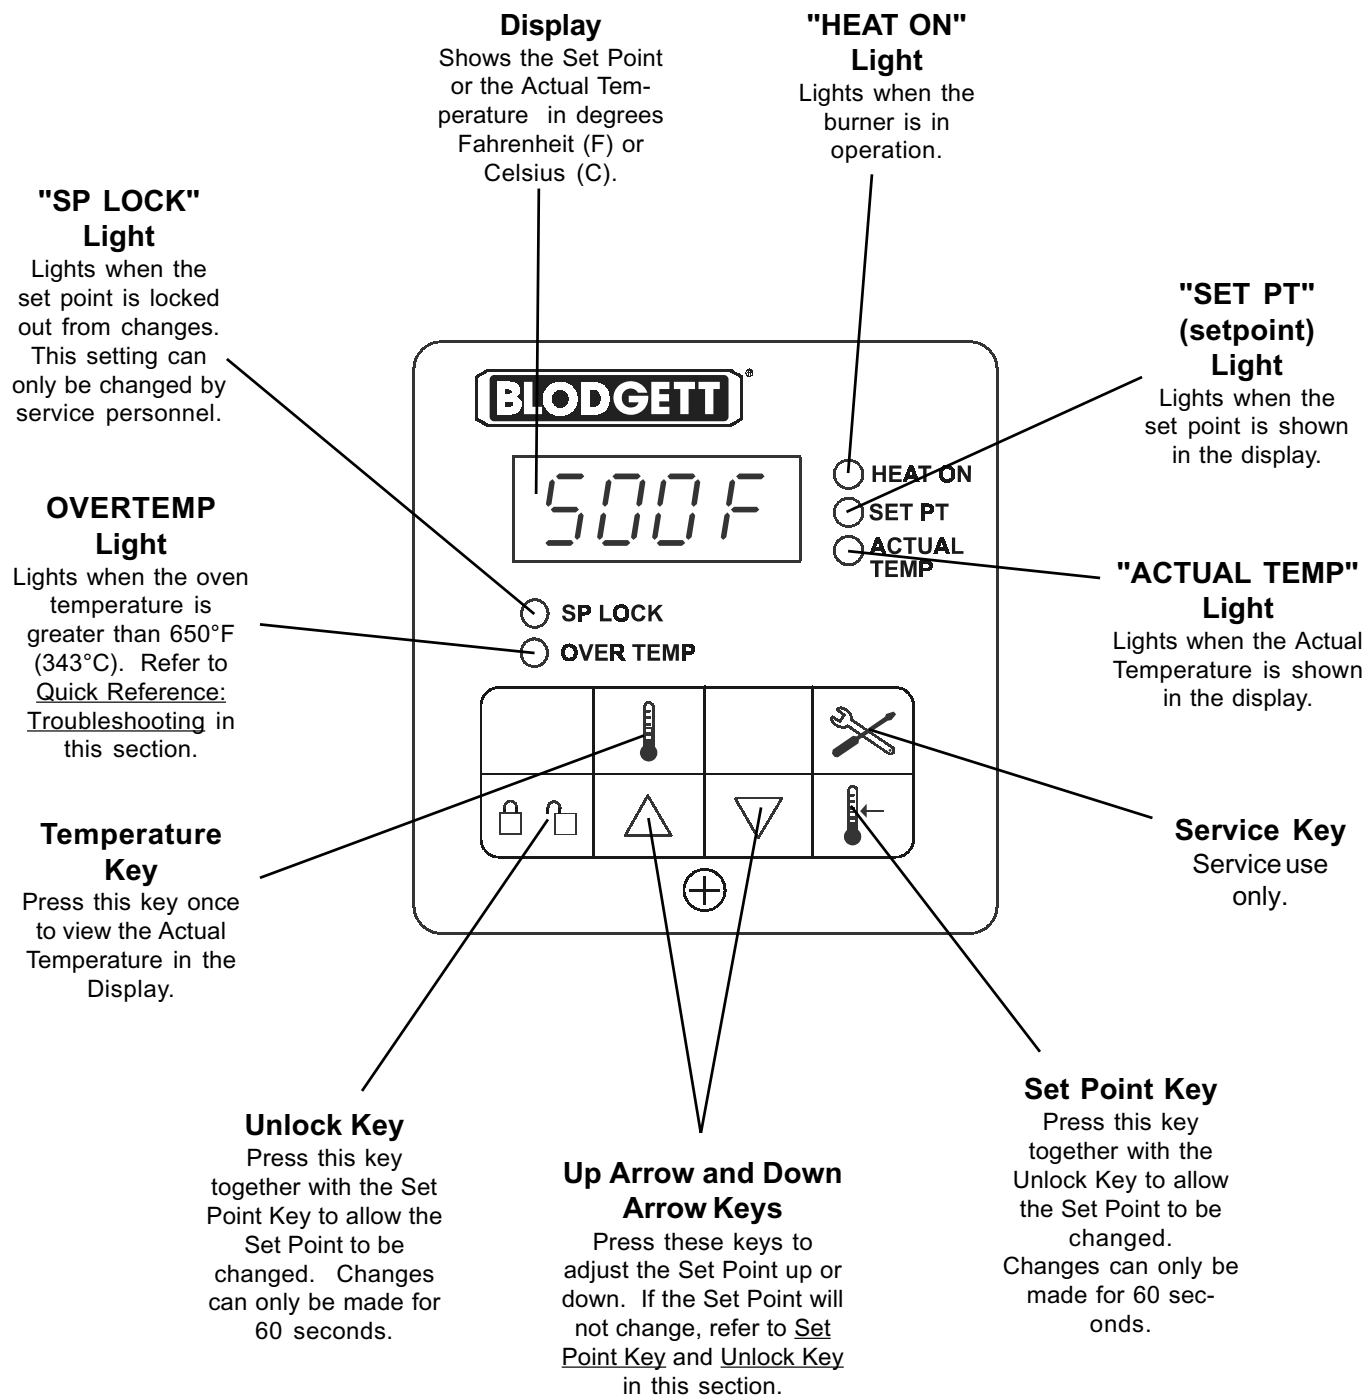 Display
Shows the Set Point
or the Actual Tem-
perature in degrees
Fahrenheit (F) or
Celsius (C).
"HEAT ON"
Light
Lights when the
burner is in
operation.
"SP LOCK"
Light
Lights when the
set point is locked
out from changes.
This setting can
only be changed by
service personnel.
"SET PT"
(setpoint)
Light
Lights when the
set point is shown
in the display.
OVERTEMP
Light
Lights when the oven
temperature is
greater than 650°F
(343°C). Refer to
Quick Reference:
Troubleshooting in
this section.
BLODGETT®
500F
HEAT ON
SET PT
ACTUAL
TEMP
SP LOCK
OVER TEMP
"ACTUAL TEMP"
Light
Lights when the Actual
Temperature is shown
in the display.
Temperature
Key
Press this key once
to view the Actual
Temperature in the
Display.
Service Key
Service use
only.
Unlock Key
Press this key
together with the Set
Point Key to allow the
Set Point to be
changed. Changes
can only be made for
60 seconds.
Up Arrow and Down
Arrow Keys
Press these keys to
adjust the Set Point up or
down. If the Set Point will
not change, refer to Set
Point Key and Unlock Key
in this section.
Set Point Key
Press this key
together with the
Unlock Key to allow
the Set Point to be
changed.
Changes can only be
made for 60 sec-
onds.